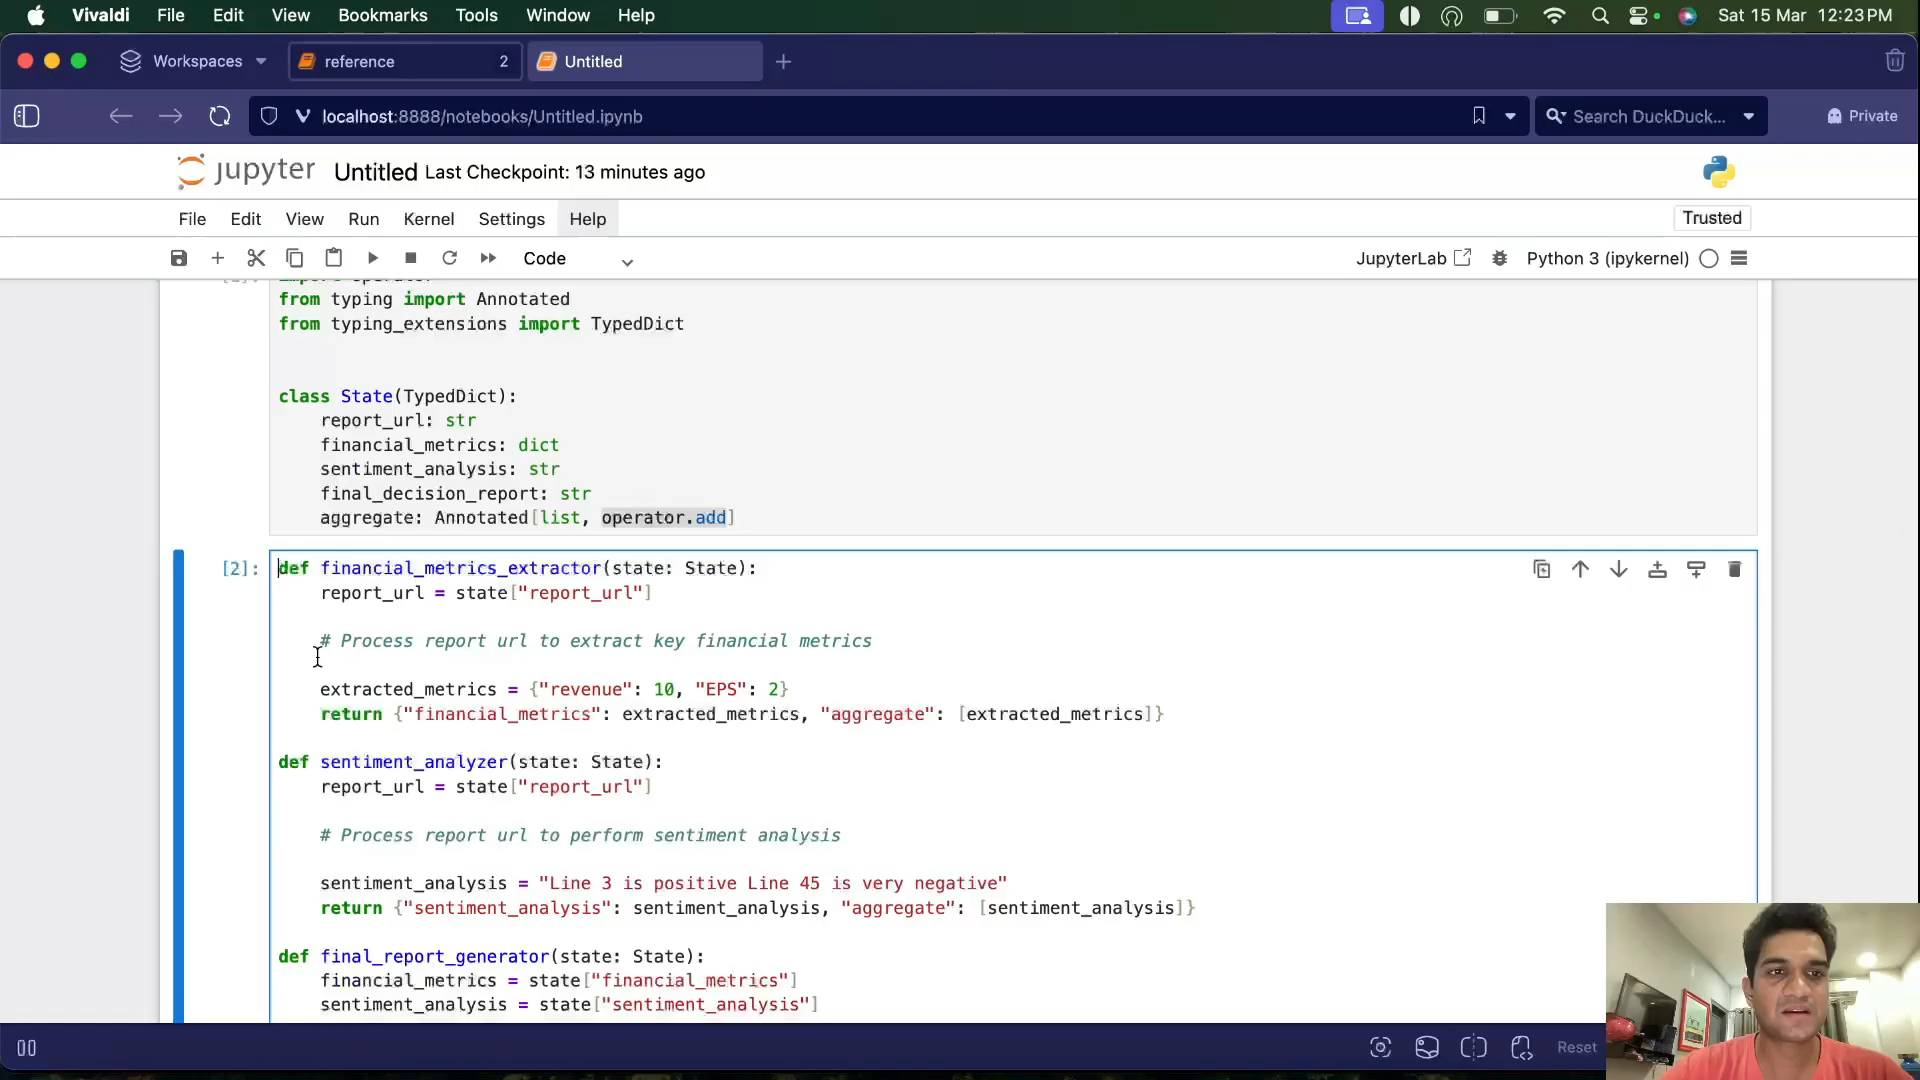 Vivaldi File Edit View Bookmarks Tools Window Help Sat 15 Mar 12:23 PM
Workspaces reference 2 Untitled
localhost:8888/notebooks/Untitled.ipynb Search DuckDuck... Private
jupyter Untitled Last Checkpoint: 13 minutes ago
File Edit View Run Kernel Settings Help Trusted
Code JupyterLab Python 3 (ipykernel)
from typing import Annotated
from typing_extensions import TypedDict
class State(TypedDict):
report_url: str
financial_metrics: dict
sentiment_analysis: str
final_decision_report: str
aggregate: Annotated[list, operator.add]
[2]: def financial_metrics_extractor(state: State):
report_url = state["report_url"]
# Process report url to extract key financial metrics
extracted_metrics = {"revenue": 10, "EPS": 2}
return {"financial_metrics": extracted_metrics, "aggregate": [extracted_metrics]}
def sentiment_analyzer(state: State):
report_url = state["report_url"]
# Process report url to perform sentiment analysis
sentiment_analysis = "Line 3 is positive Line 45 is very negative"
return {"sentiment_analysis": sentiment_analysis, "aggregate": [sentiment_analysis]}
def final_report_generator(state: State):
financial_metrics = state["financial_metrics"]
sentiment_analysis = state["sentiment_analysis"]
Reset